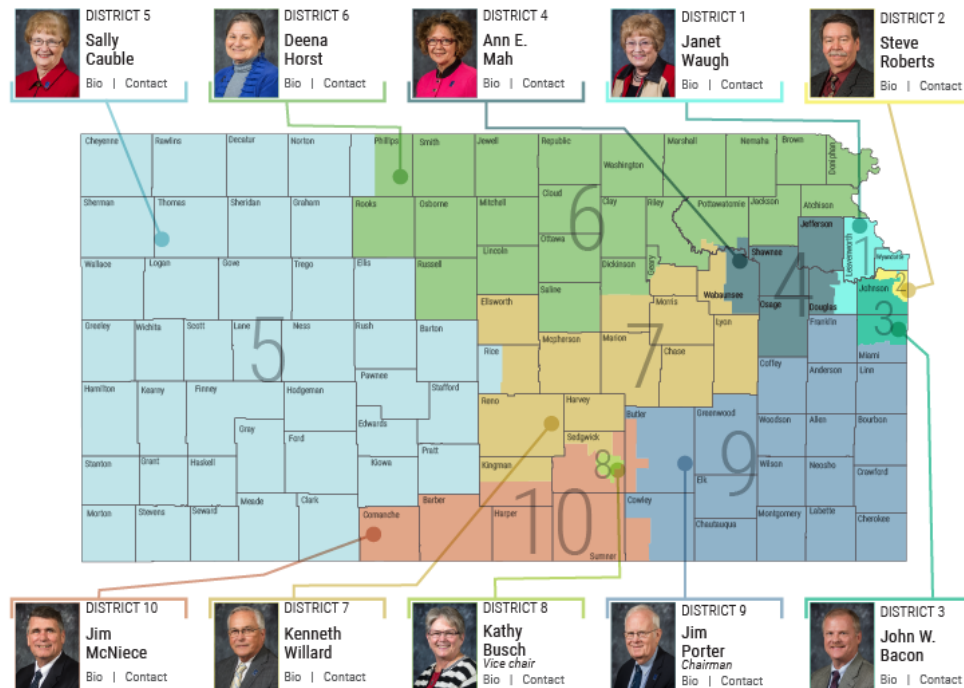 DISTRICT 5
Sally
Cauble
Bio | Contact
DISTRICT 6
Deena
Horst
Bio | Contact
DISTRICT 4
Ann E.
Mah
Bio | Contact
DISTRICT 1
Janet
Waugh
Bio | Contact
DISTRICT 2
Steve
Roberts
Bio | Contact
Cheyenne Rawlins Decatur Norton Phillips Smith Jewell Republic Washington Marshall Nemaha Brown Doniphan
Sherman Thomas Sheridan Graham Rooks Osborne Mitchell Cloud Clay Riley Pottawatomie Jackson Atchison
6
Jefferson Leavenworth Wyandotte
1
Wallace Logan Gove Trego Ellis Russell Lincoln Ottawa Dickinson Geary Wabaunsee Shawnee Douglas Johnson
2
4
Saline Ellsworth Morris Osage
3
Greeley Wichita Scott Lane Ness Rush Barton Rice Mcpherson Marion Chase Lyon Franklin Miami
5
7
Hamilton Kearny Finney Hodgeman Pawnee Stafford Coffey Anderson Linn
Gray Ford Edwards Reno Harvey Butler Greenwood Woodson Allen Bourbon
Stanton Grant Haskell Kiowa Pratt Kingman Sedgwick Elk Wilson Neosho Crawford
8
9
Morton Stevens Seward Meade Clark Comanche Barber Harper Sumner Cowley Chautauqua Montgomery Labette Cherokee
10
DISTRICT 10
Jim
McNiece
Bio | Contact
DISTRICT 7
Kenneth
Willard
Bio | Contact
DISTRICT 8
Kathy
Busch
Vice chair
Bio | Contact
DISTRICT 9
Jim
Porter
Chairman
Bio | Contact
DISTRICT 3
John W.
Bacon
Bio | Contact